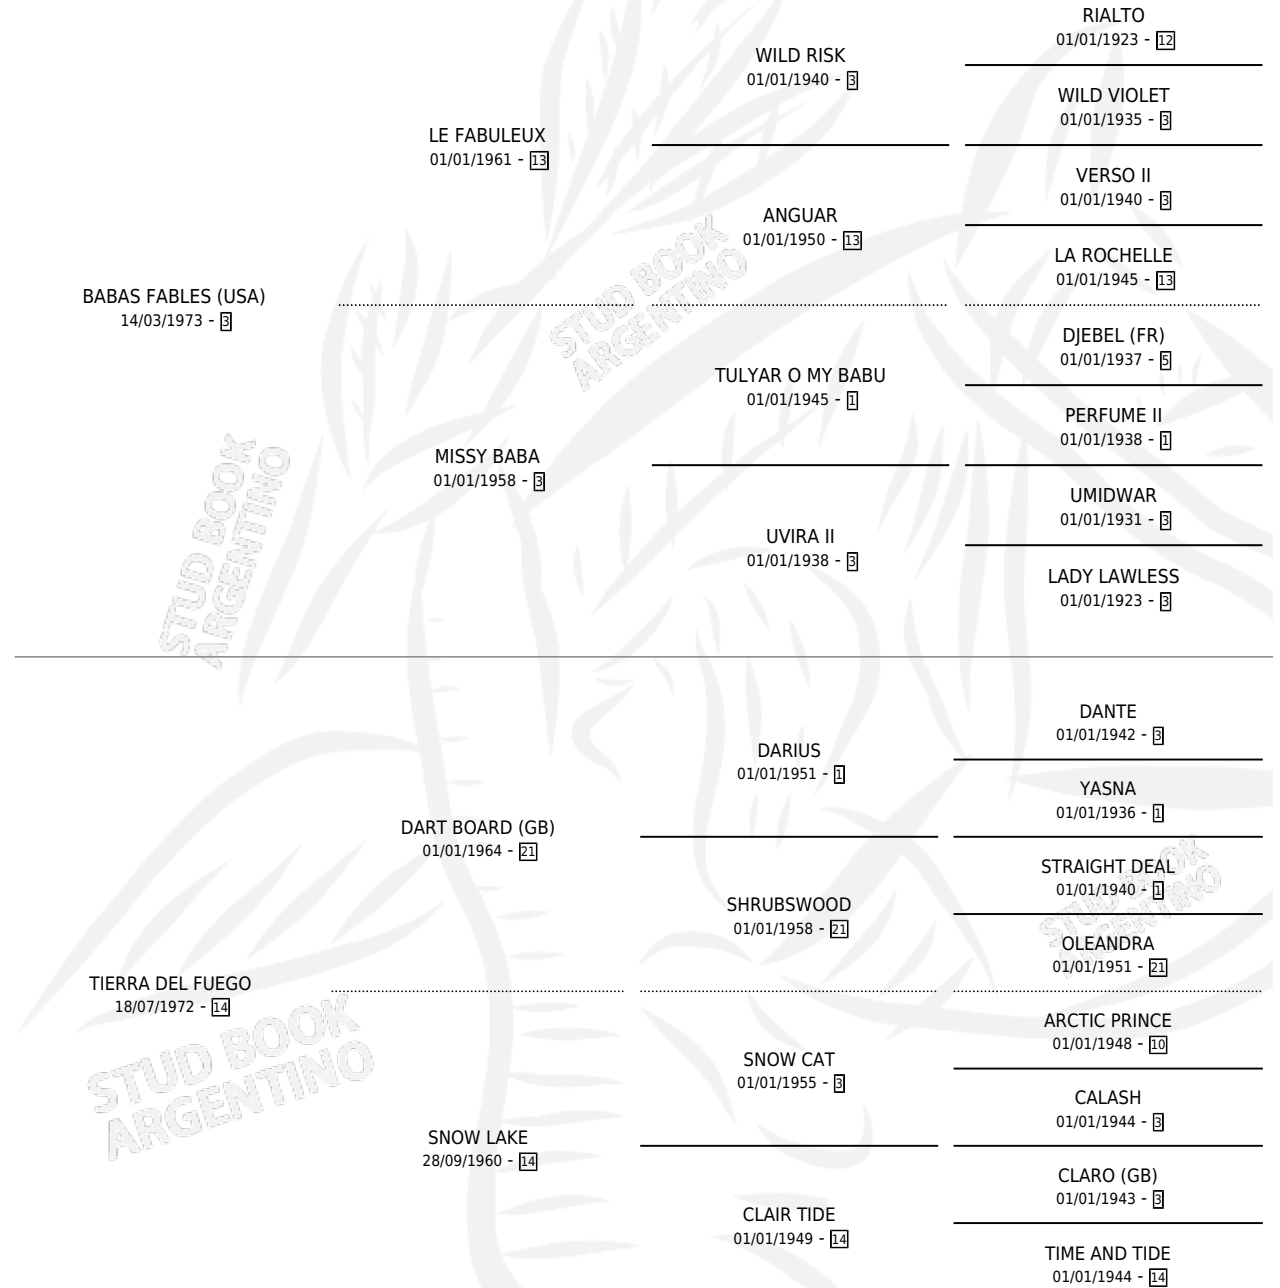 RIALTO
01/01/1923 - 12
WILD RISK
01/01/1940 - 3
WILD VIOLET
01/01/1935 - 3
LE FABULEUX
01/01/1961 - 13
VERSO II
01/01/1940 - 3
ANGUAR
01/01/1950 - 13
LA ROCHELLE
01/01/1945 - 13
BABAS FABLES (USA)
14/03/1973 - 3
DJEBEL (FR)
01/01/1937 - 5
TULYAR O MY BABU
01/01/1945 - 1
PERFUME II
01/01/1938 - 1
MISSY BABA
01/01/1958 - 3
UMIDWAR
01/01/1931 - 3
UVIRA II
01/01/1938 - 3
LADY LAWLESS
01/01/1923 - 3
STUD BOOK
ARGENTINO
STUD BOOK
ARGENTINO
DANTE
01/01/1942 - 3
DARIUS
01/01/1951 - 1
YASNA
01/01/1936 - 1
DART BOARD (GB)
01/01/1964 - 21
STRAIGHT DEAL
01/01/1940 - 1
SHRUBSWOOD
01/01/1958 - 21
OLEANDRA
01/01/1951 - 21
STUD BOOK
ARGENTINO
TIERRA DEL FUEGO
18/07/1972 - 14
ARCTIC PRINCE
01/01/1948 - 10
SNOW CAT
01/01/1955 - 3
CALASH
01/01/1944 - 3
SNOW LAKE
28/09/1960 - 14
CLARO (GB)
01/01/1943 - 3
CLAIR TIDE
01/01/1949 - 14
TIME AND TIDE
01/01/1944 - 14
STUD BOOK
ARGENTINO